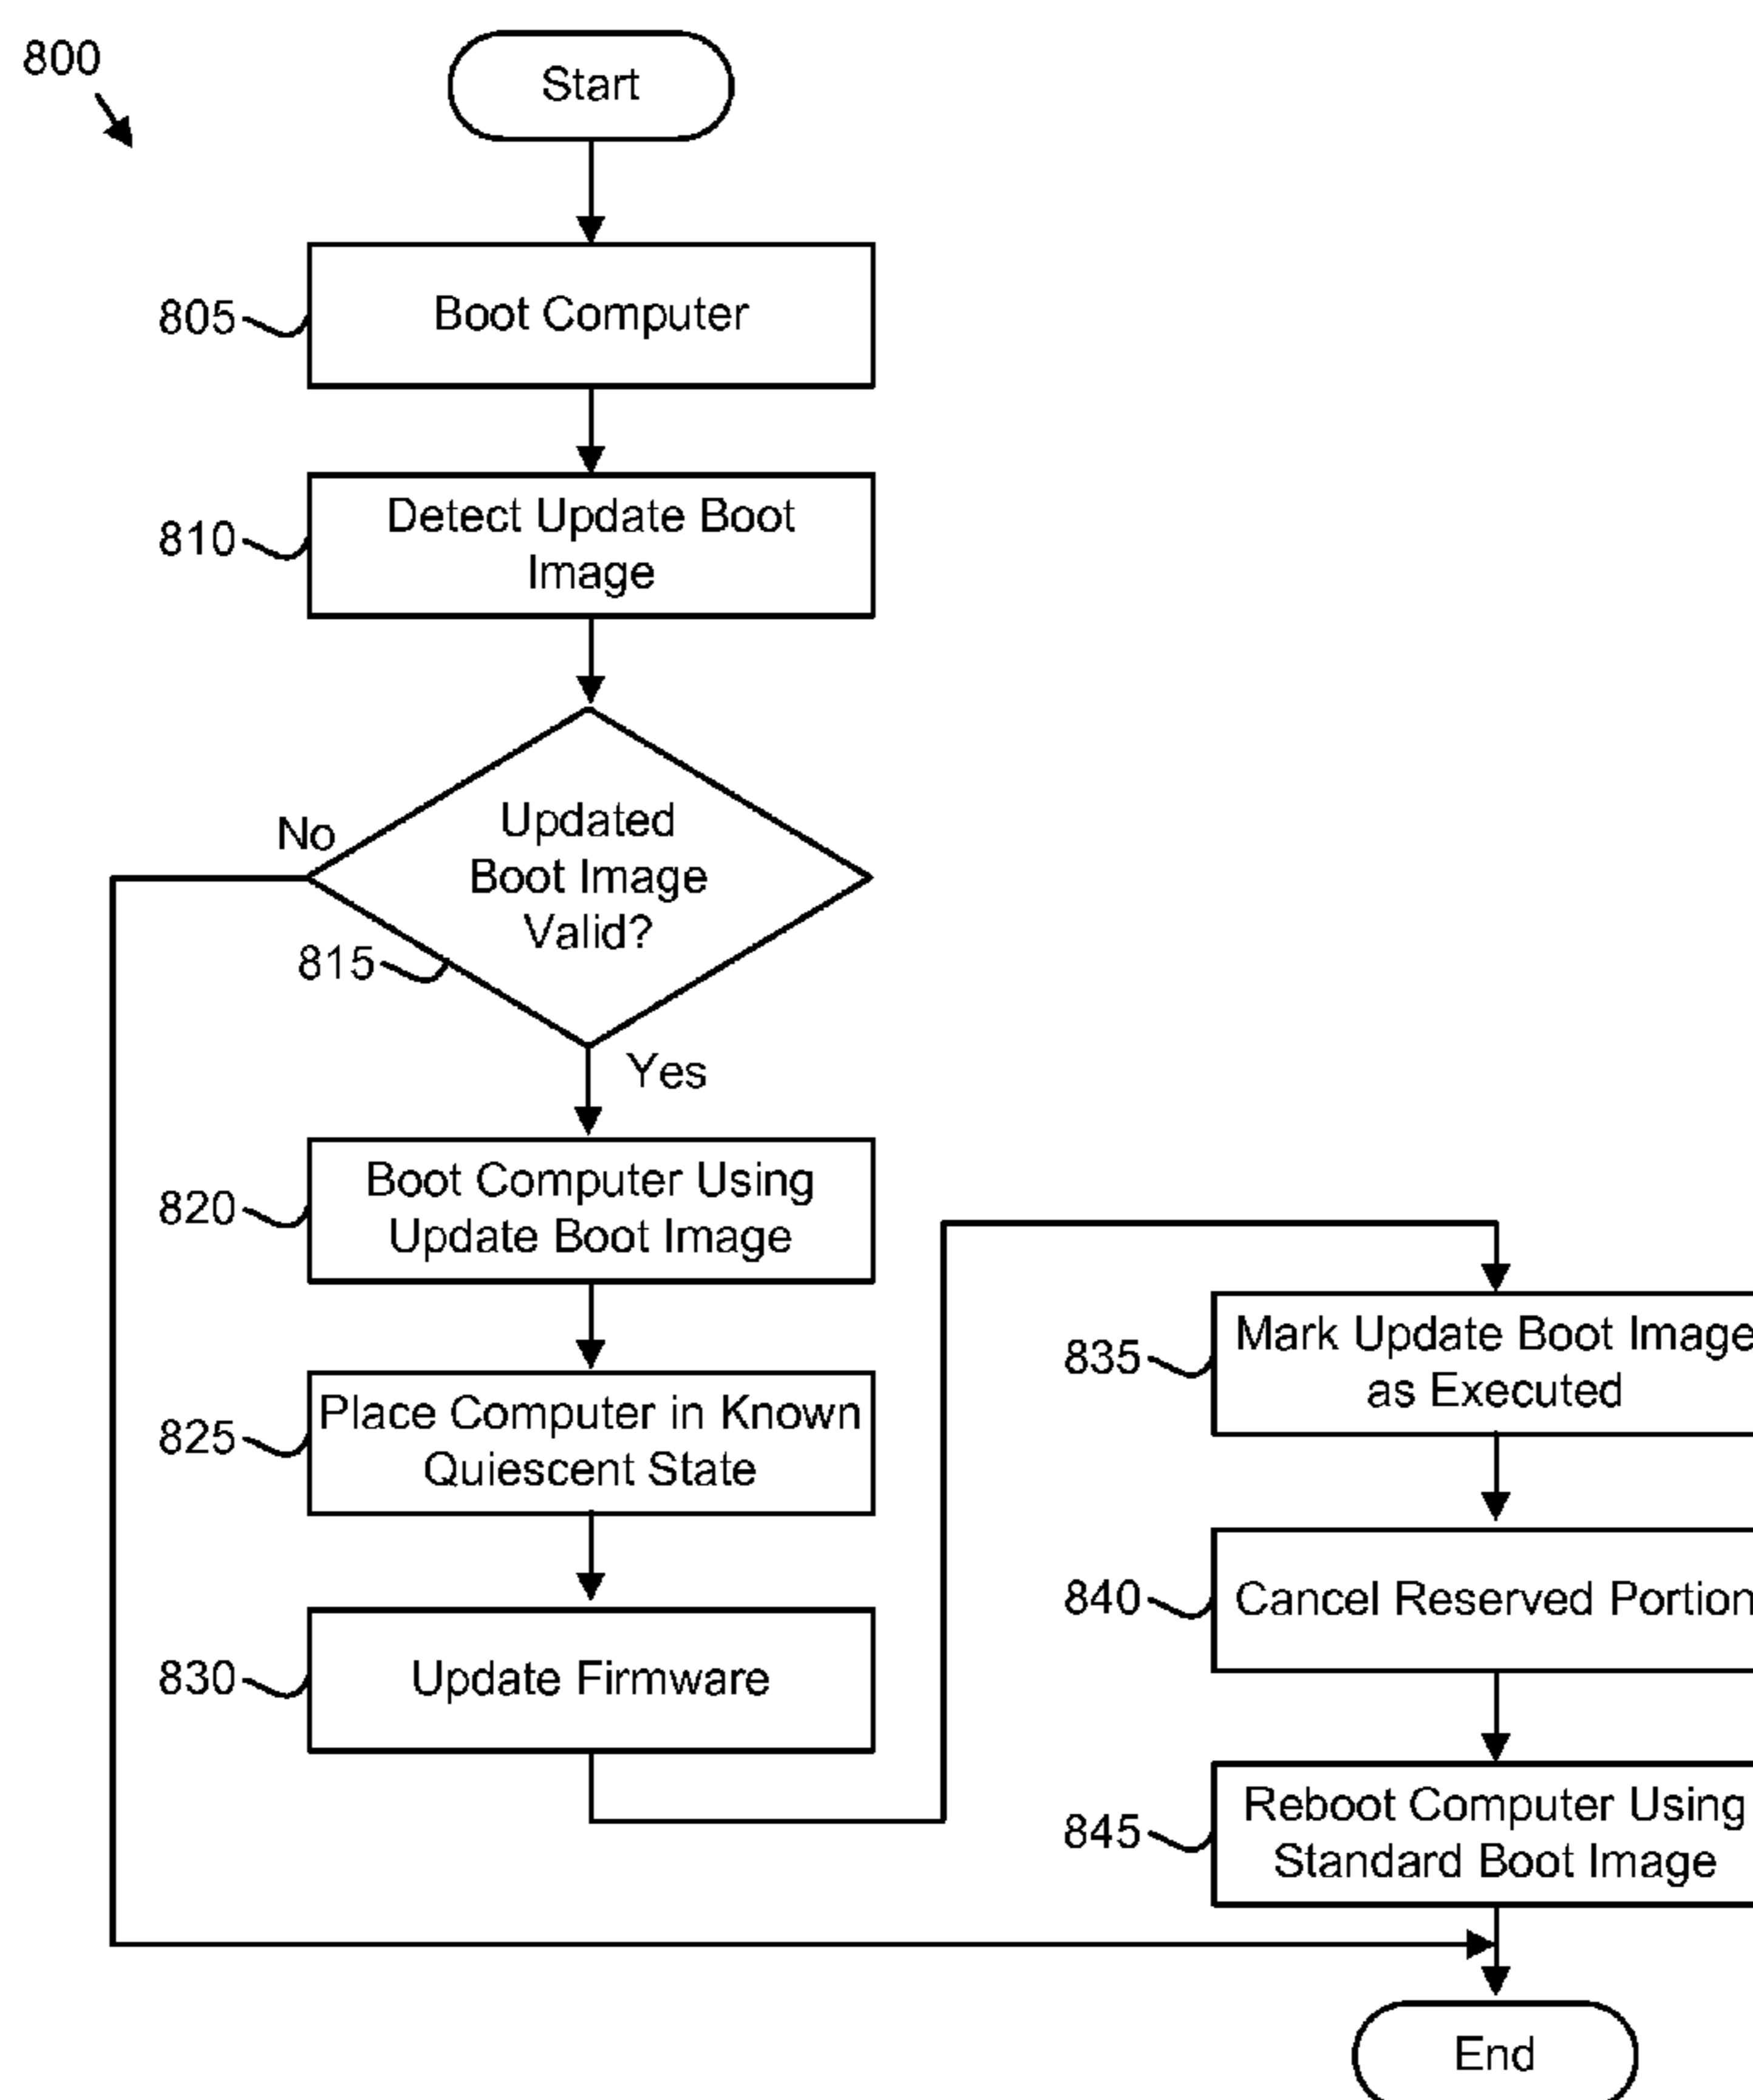 800
Start
805
Boot Computer
810
Detect Update Boot
Image
No
Updated
Boot Image
Valid?
815
Yes
820
Boot Computer Using
Update Boot Image
825
Place Computer in Known
Quiescent State
830
Update Firmware
835
Mark Update Boot Image
as Executed
840
Cancel Reserved Portion
845
Reboot Computer Using
Standard Boot Image
End